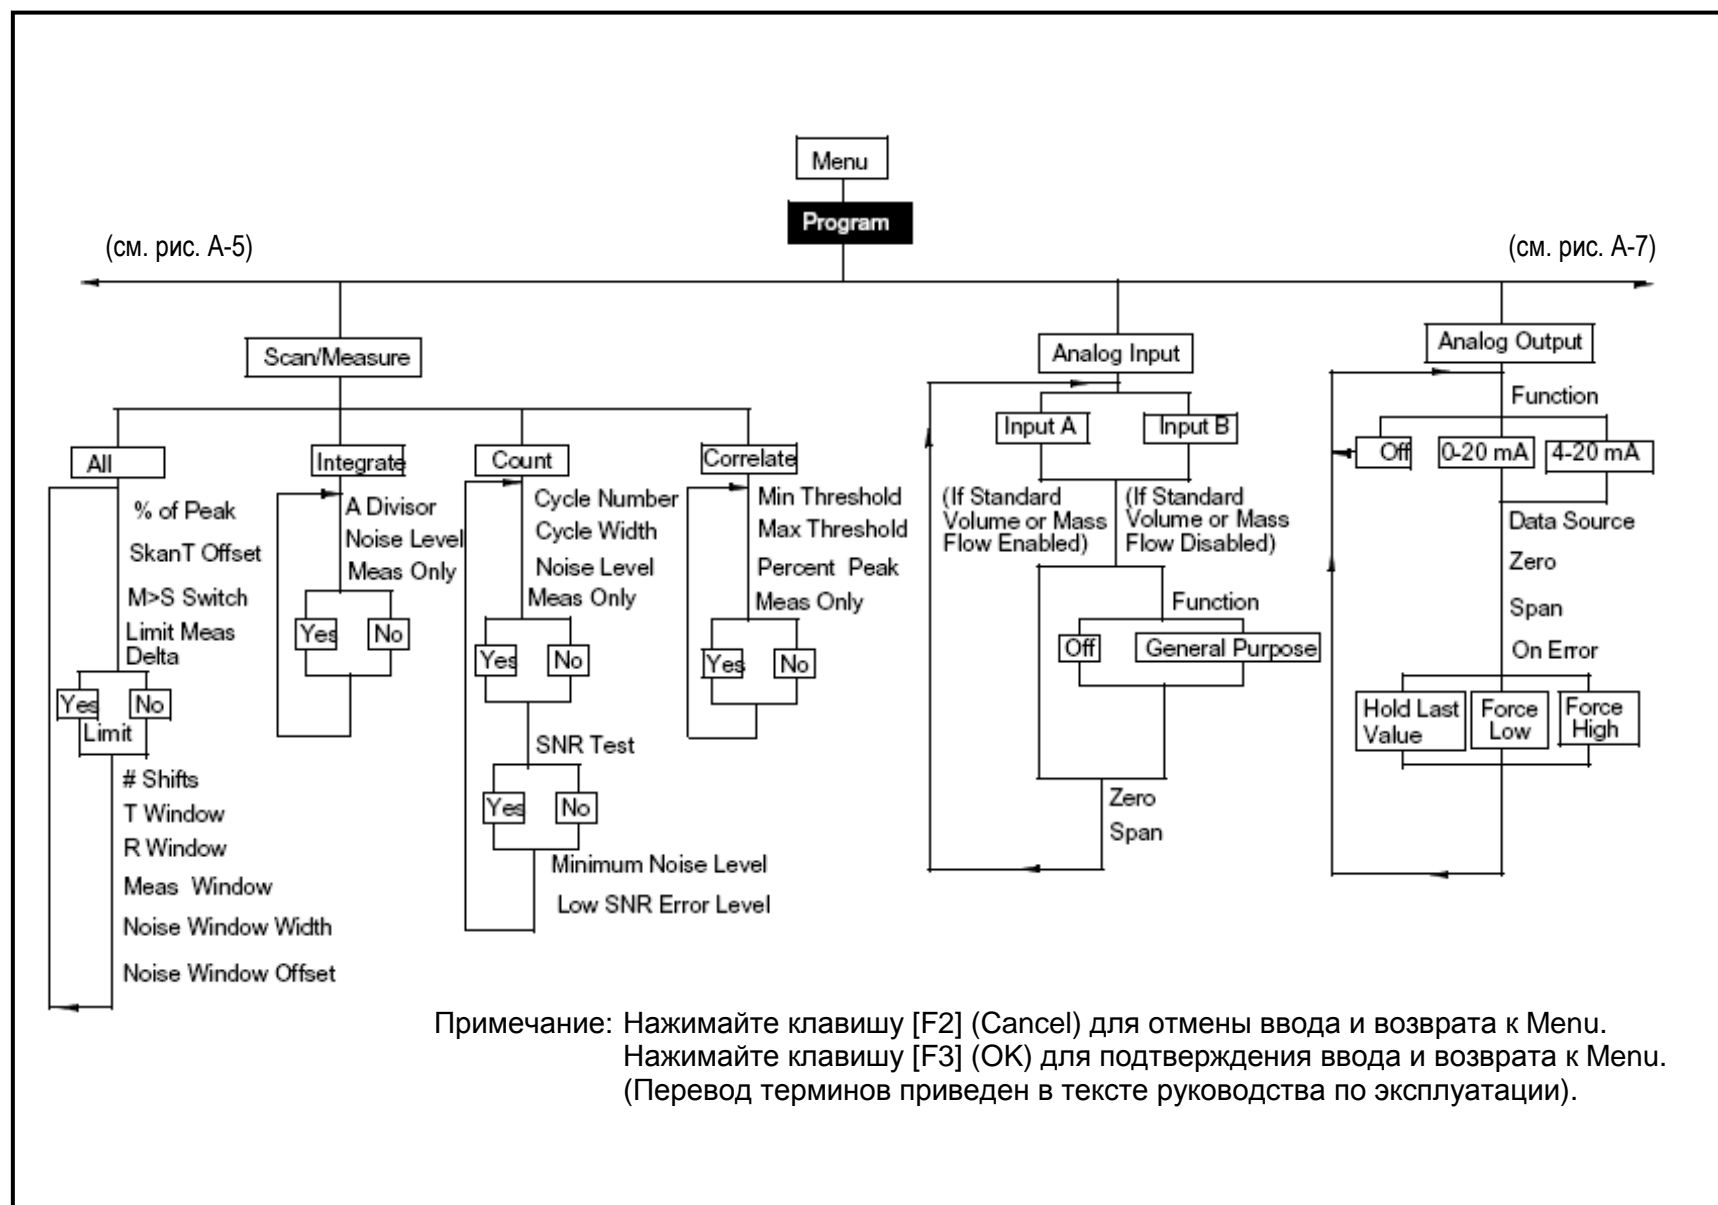 Menu
Program
(см. рис. А-5)
(см. рис. А-7)
Scan/Measure
Analog Input
Analog Output
All
Integrate
Count
Correlate
% of Peak
SkanT Offset
M>S Switch
Limit Meas
Delta
Yes
No
Limit
# Shifts
T Window
R Window
Meas Window
Noise Window Width
Noise Window Offset
A Divisor
Noise Level
Meas Only
Yes
No
Cycle Number
Cycle Width
Noise Level
Meas Only
Yes
No
SNR Test
Yes
No
Minimum Noise Level
Low SNR Error Level
Min Threshold
Max Threshold
Percent Peak
Meas Only
Yes
No
Input A
Input B
(If Standard
Volume or Mass
Flow Enabled)
(If Standard
Volume or Mass
Flow Disabled)
Function
Off
General Purpose
Zero
Span
Function
Off
0-20 mA
4-20 mA
Data Source
Zero
Span
On Error
Hold Last
Value
Force
Low
Force
High
Примечание: Нажимайте клавишу [F2] (Cancel) для отмены ввода и возврата к Menu.
Нажимайте клавишу [F3] (OK) для подтверждения ввода и возврата к Menu.
(Перевод терминов приведен в тексте руководства по эксплуатации).